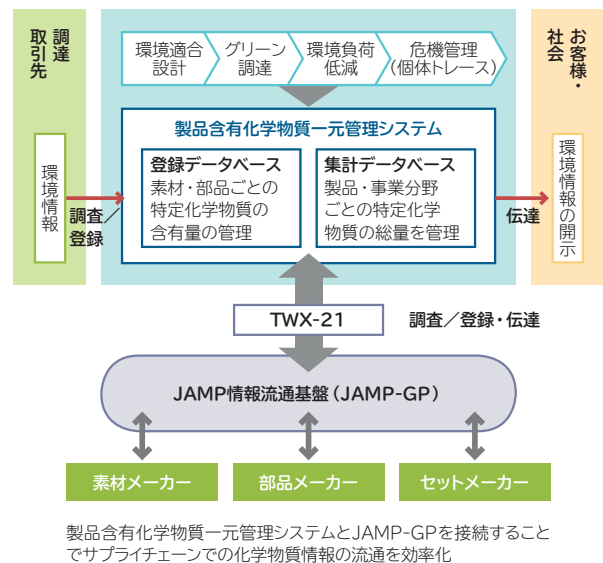 調達
取引先
環境情報
調査／
登録
環境適合
設計
グリーン
調達
環境負荷
低減
危機管理
(個体トレース)
製品含有化学物質一元管理システム
登録データベース
素材・部品ごとの
特定化学物質の
含有量の管理
集計データベース
製品・事業分野
ごとの特定化学
物質の総量を管理
伝達
お客様・
社会
環境情報の開示
TWX-21
調査／登録・伝達
JAMP情報流通基盤（JAMP-GP）
素材メーカー
部品メーカー
セットメーカー
製品含有化学物質一元管理システムとJAMP-GPを接続すること
でサプライチェーンでの化学物質情報の流通を効率化